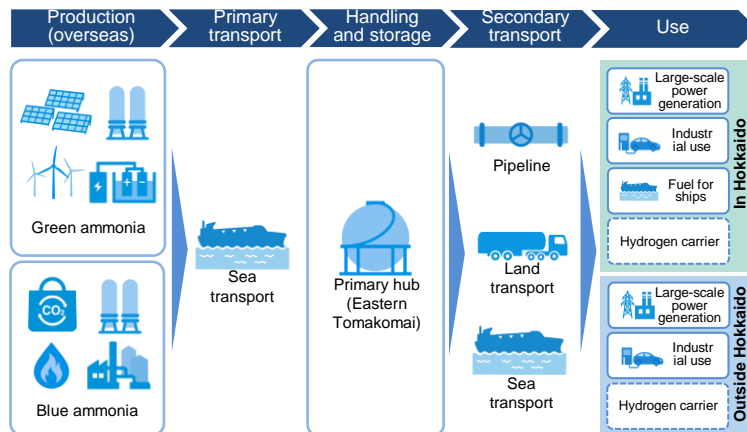 Production
(overseas)
Primary
transport
Handling
and storage
Secondary
transport
Use
Green ammonia
CO₂
Blue ammonia
Sea
transport
Primary hub
(Eastern
Tomakomai)
Pipeline
Land
transport
Sea
transport
Large-scale
power
generation
Industr
ial use
Fuel for
ships
Hydrogen carrier
In Hokkaido
Large-scale
power
generation
Industr
ial use
Hydrogen carrier
Outside Hokkaido